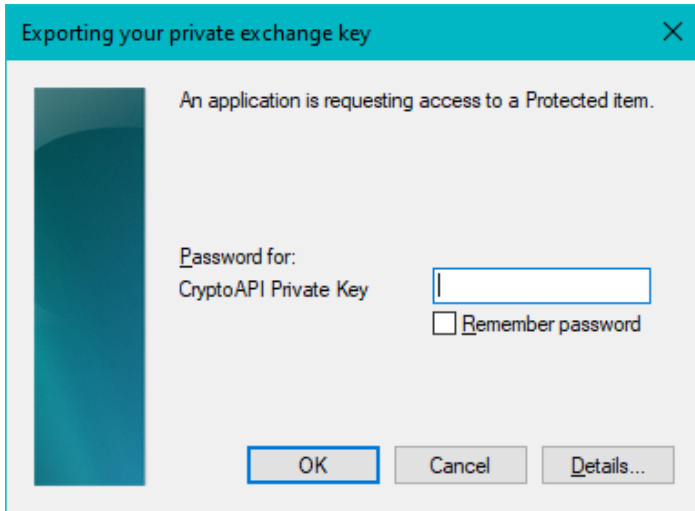 Exporting your private exchange key
An application is requesting access to a Protected item.
Password for:
CryptoAPI Private Key
Remember password
OK
Cancel
Details...